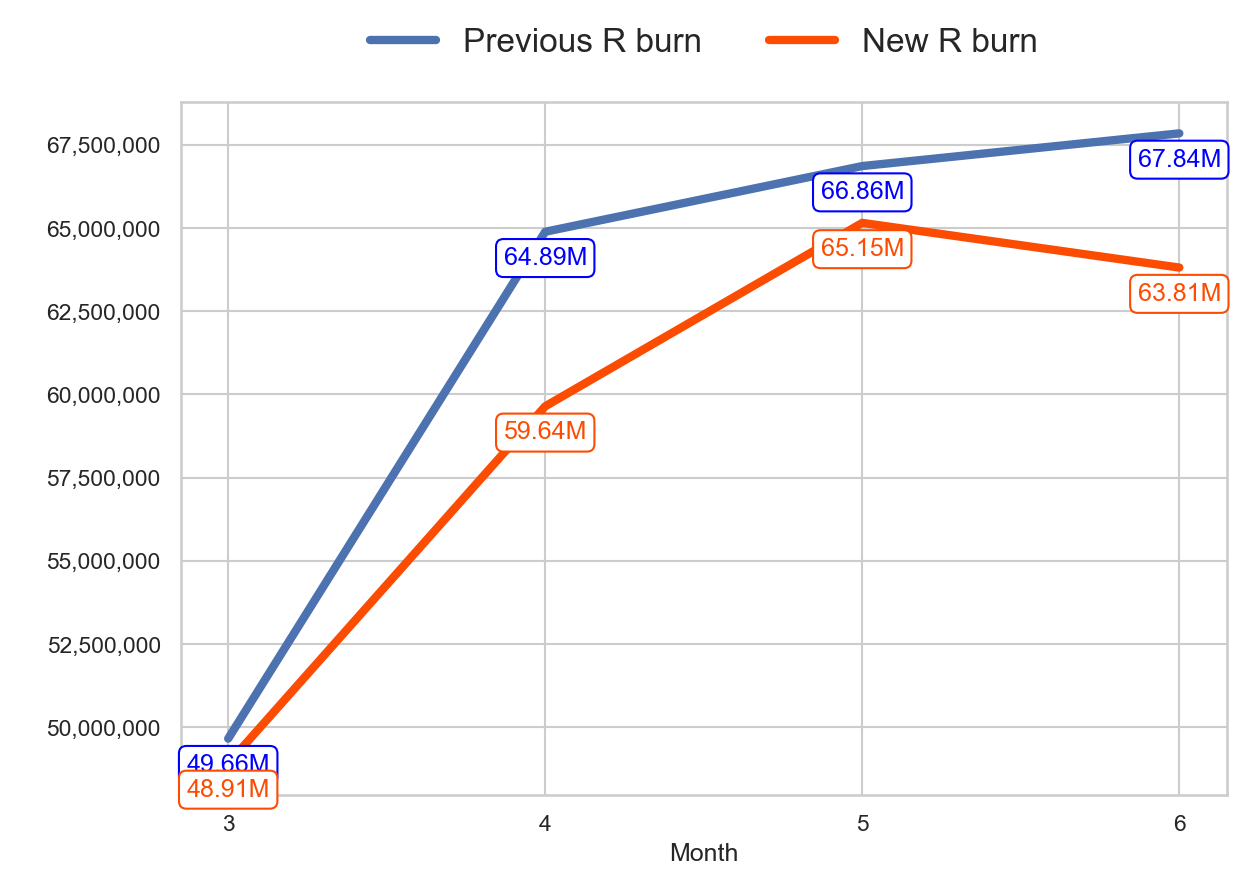 Previous R burn New R burn
67,500,000
67.84M
66.86M
65,000,000
64.89M
65.15M
63.81M
62,500,000
60,000,000
59.64M
57,500,000
55,000,000
52,500,000
50,000,000
49.66M
48.91M
3 4 5 6
Month